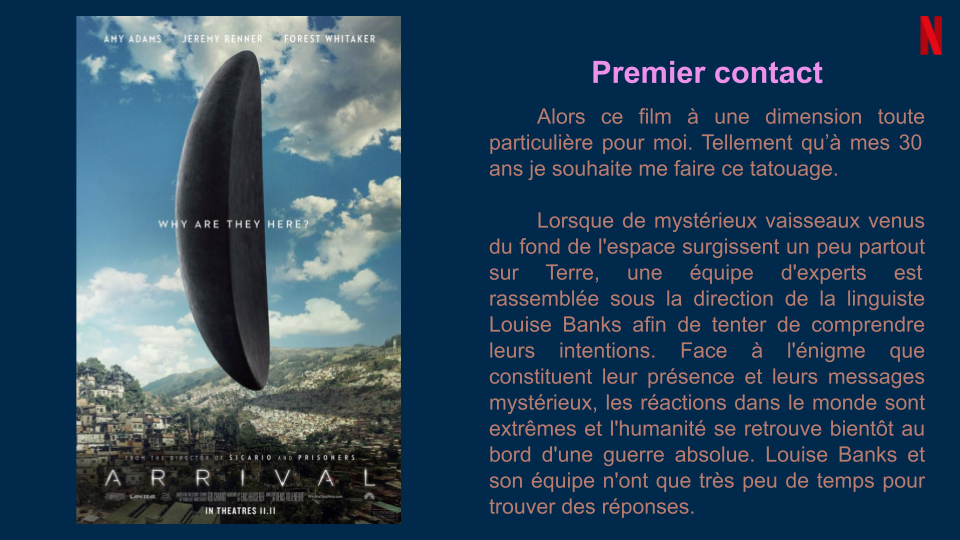 AMY ADAMS JEREMY RENNER FOREST WHITAKER
WHY ARE THEY HERE?
FROM THE DIRECTOR OF SICARIO AND PRISONERS
ARRIVAL
IN THEATRES 11.11
N
Premier contact
Alors ce film à une dimension toute
particulière pour moi. Tellement qu’à mes 30
ans je souhaite me faire ce tatouage.
Lorsque de mystérieux vaisseaux venus
du fond de l'espace surgissent un peu partout
sur Terre, une équipe d'experts est
rassemblée sous la direction de la linguiste
Louise Banks afin de tenter de comprendre
leurs intentions. Face à l'énigme que
constituent leur présence et leurs messages
mystérieux, les réactions dans le monde sont
extrêmes et l'humanité se retrouve bientôt au
bord d'une guerre absolue. Louise Banks et
son équipe n'ont que très peu de temps pour
trouver des réponses.